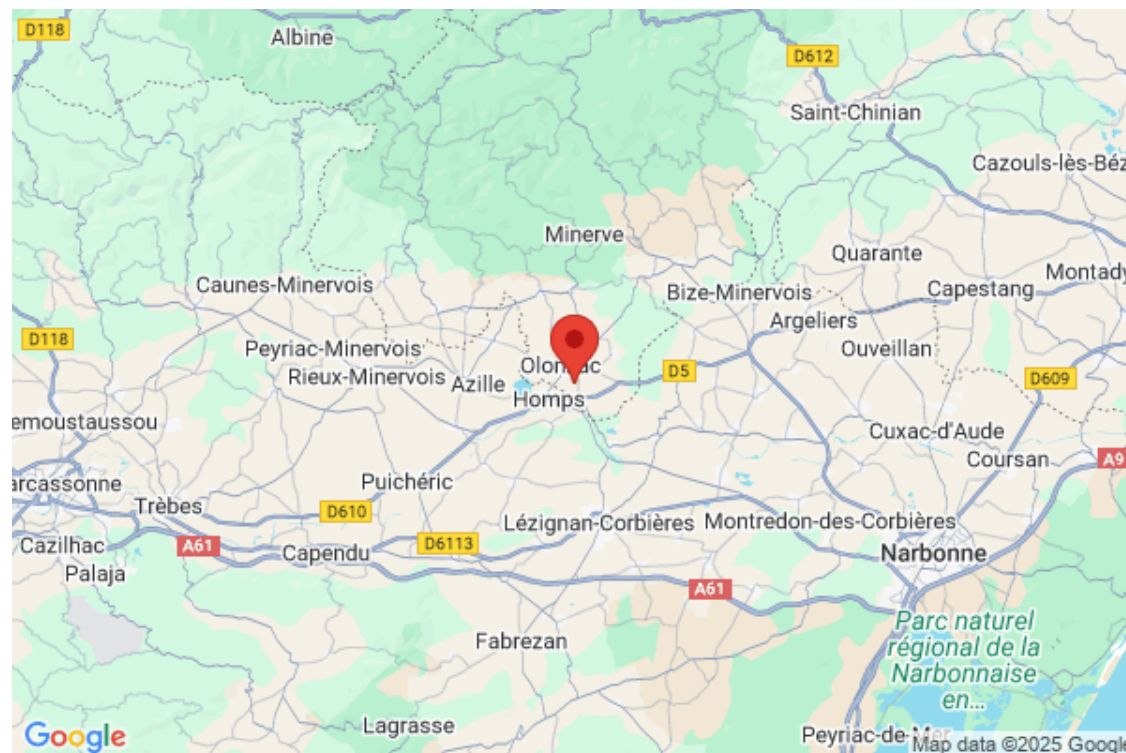 D118
Albine
D612
Saint-Chinian
Cazouls-lès-Béz
Minerve
Quarante
Montady
Caunes-Minervois
Bize-Minervois
Capestang
Argeliers
D118
Peyriac-Minervois
Ouveillan
Rieux-Minervois
Azille
D5
D609
Homps
emoustaussou
Cuxac-d'Aude
Coursan
A9
arcassonne
Puichéric
Trèbes
D610
Lézignan-Corbières
Montredon-des-Corbières
Cazilhac
A61
Capendu
D6113
Narbonne
Palaja
A61
Parc naturel
régional de la
Narbonnaise
en...
Fabrezan
Lagrasse
Peyriac-de-Mer
Google
Map data ©2025 Google